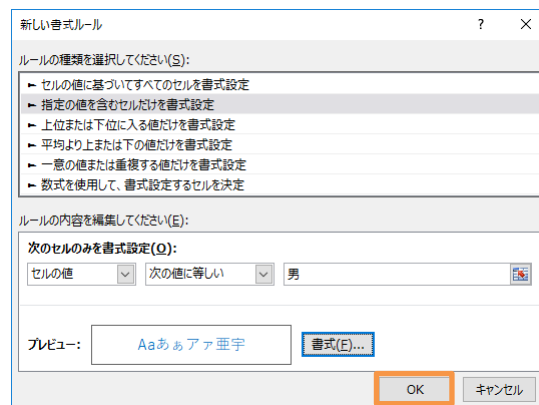 新しい書式ルール ? ×
ルールの種類を選択してください(S):
► セルの値に基づいてすべてのセルを書式設定
► 指定の値を含むセルだけを書式設定
► 上位または下位に入る値だけを書式設定
► 平均より上または下の値だけを書式設定
► 一意の値または重複する値だけを書式設定
► 数式を使用して、書式設定するセルを決定
ルールの内容を編集してください(E):
次のセルのみを書式設定(O):
セルの値 次の値に等しい 男
プレビュー: Aaあぁアァ亜宇 書式(F)...
OK キャンセル